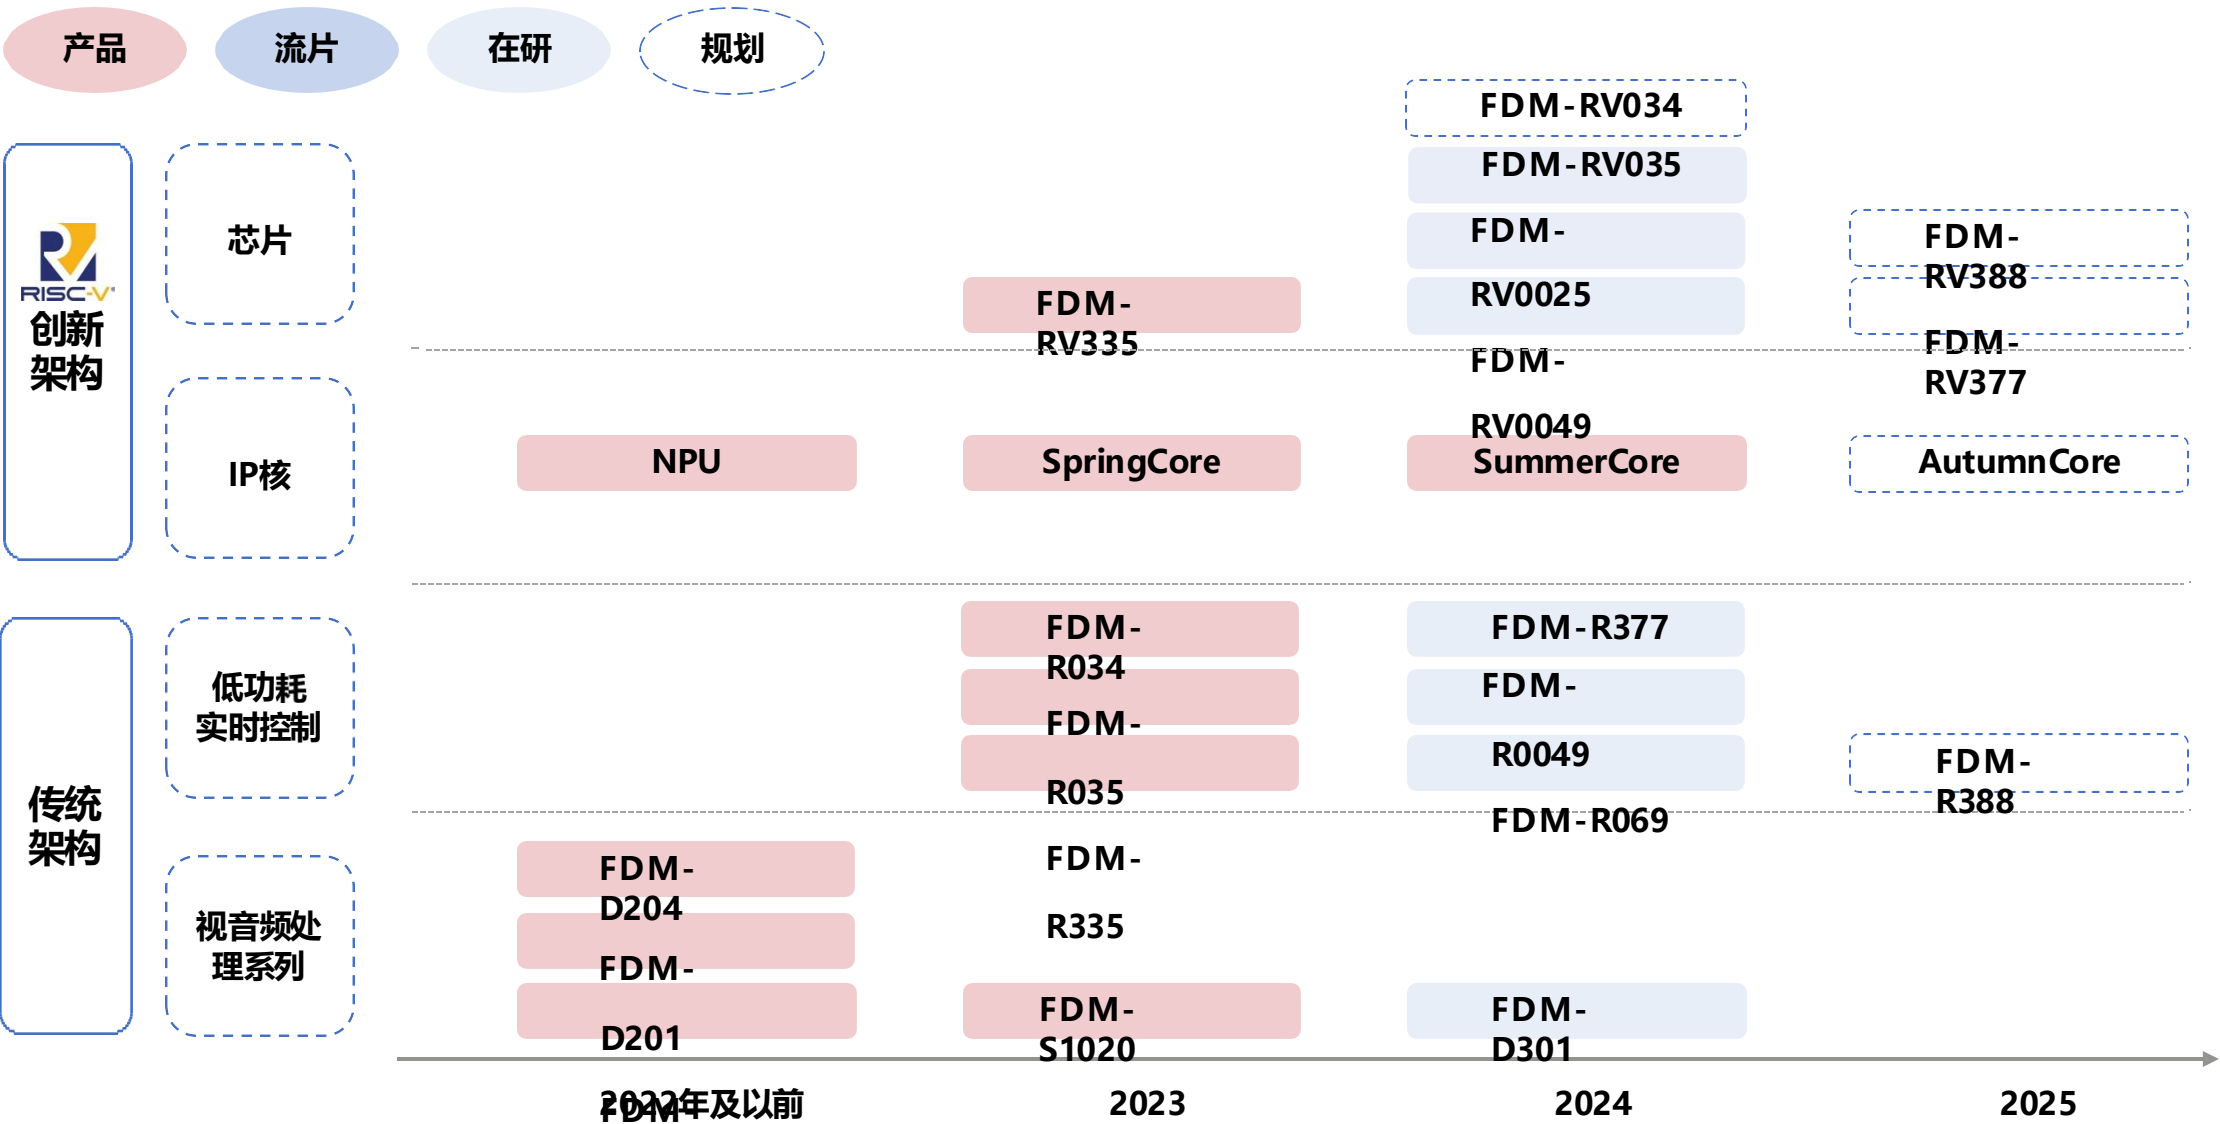 产品
流片
在研
规划
RISC-V
创新
架构
芯片
FDM-RV034
FDM-RV035
FDM-
RV0025
FDM-
RV0049
FDM-
RV335
FDM-
RV388
FDM-
RV377
IP核
NPU
SpringCore
SummerCore
AutumnCore
传统
架构
低功耗
实时控制
FDM-
R034
FDM-
R035
FDM-
R335
FDM-R377
FDM-
R0049
FDM-R069
FDM-
R388
视音频处
理系列
FDM-
D204
FDM-
D201
FDM-
FDM-
S1020
FDM-
D301
2022年及以前
2023
2024
2025